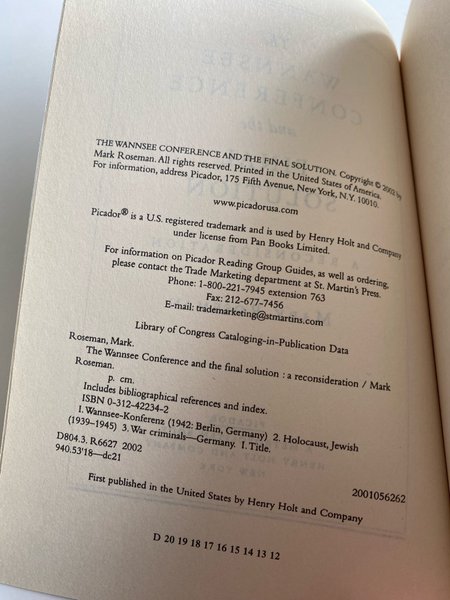 THE WANNSEE CONFERENCE AND THE FINAL SOLUTION. Copyright © 2002 by
Mark Roseman. All rights reserved. Printed in the United States of America.
For information, address Picador, 175 Fifth Avenue, New York, N.Y. 10010.
www.picadorusa.com
Picador® is a U.S. registered trademark and is used by Henry Holt and Company
under license from Pan Books Limited.
For information on Picador Reading Group Guides, as well as ordering,
please contact the Trade Marketing department at St. Martin's Press.
Phone: 1-800-221-7945 extension 763
Fax: 212-677-7456
E-mail: trademarketing@stmartins.com
Library of Congress Cataloging-in-Publication Data
Roseman, Mark.
The Wannsee Conference and the final solution : a reconsideration / Mark
Roseman.
p. cm.
Includes bibliographical references and index.
ISBN 0-312-42234-2
1. Wannsee-Konferenz (1942: Berlin, Germany) 2. Holocaust, Jewish
(1939-1945) 3. War criminals—Germany. I. Title.
D804.3. R6627 2002
940.53'18—dc21
2001056262
First published in the United States by Henry Holt and Company
D 20 19 18 17 16 15 14 13 12